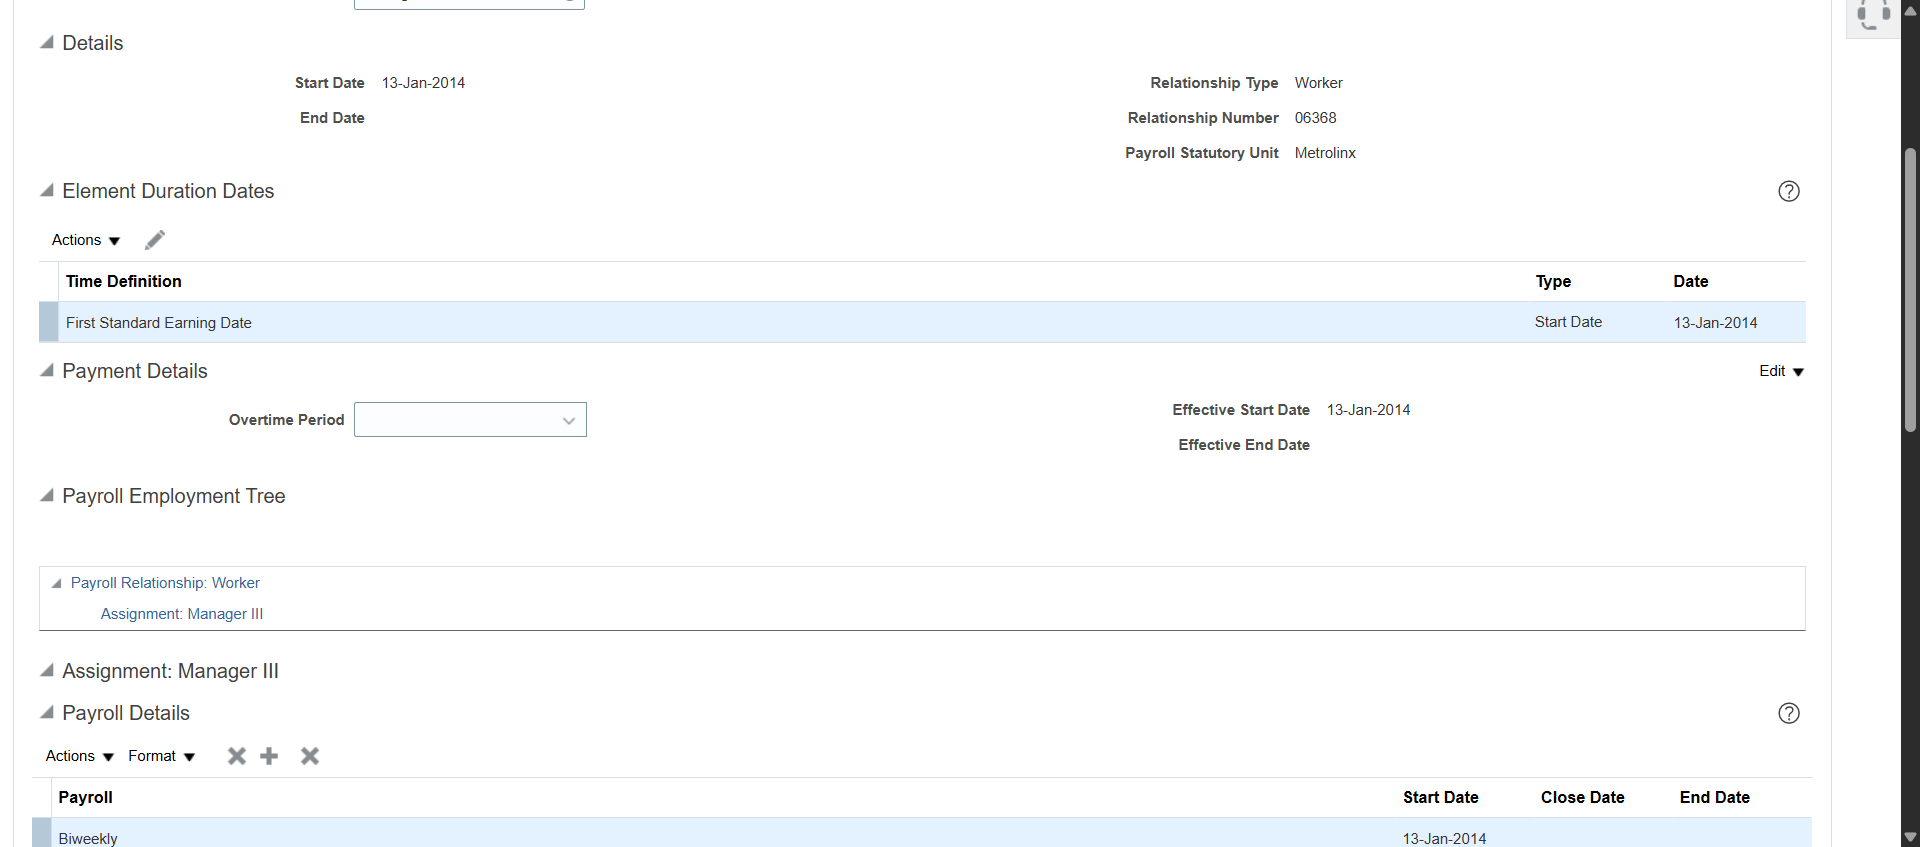 Details
Start Date 13-Jan-2014 Relationship Type Worker
End Date Relationship Number 06368
Payroll Statutory Unit Metrolinx
Element Duration Dates
Actions
Time Definition Type Date
First Standard Earning Date Start Date 13-Jan-2014
Payment Details Edit
Overtime Period Effective Start Date 13-Jan-2014
Effective End Date
Payroll Employment Tree
Payroll Relationship: Worker
Assignment: Manager III
Assignment: Manager III
Payroll Details
Actions Format
Payroll Start Date Close Date End Date
Biweekly 13-Jan-2014